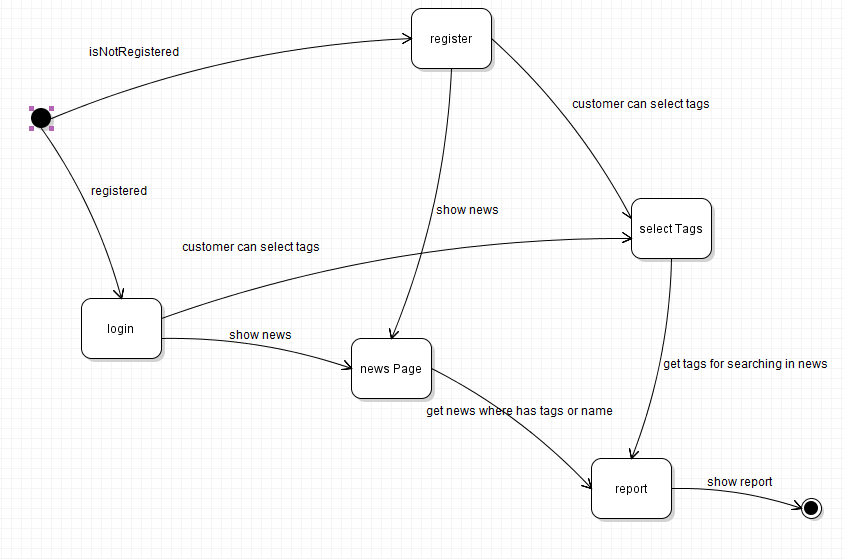 register
isNotRegistered
customer can select tags
registered
show news
select Tags
customer can select tags
login
show news
news Page
get tags for searching in news
get news where has tags or name
report
show report